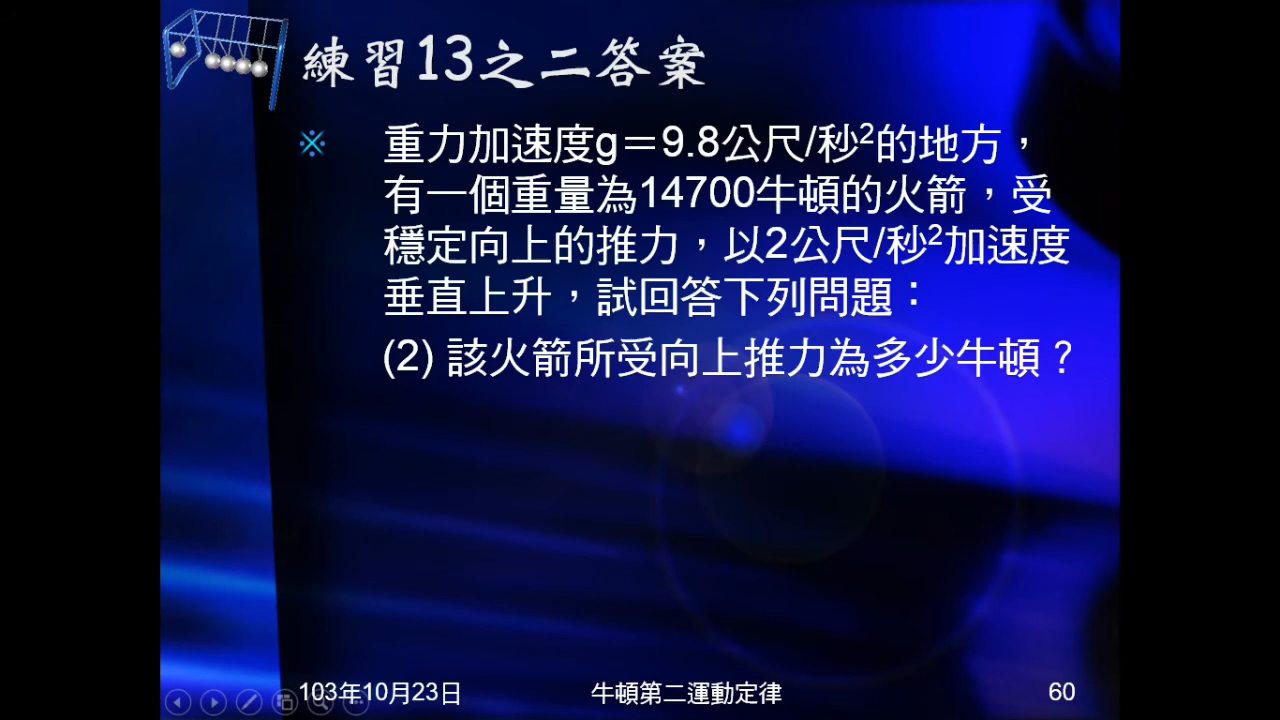 練習13之二答案
※ 重力加速度g＝9.8公尺/秒²的地方，
有一個重量為14700牛頓的火箭，受
穩定向上的推力，以2公尺/秒²加速度
垂直上升，試回答下列問題：
(2) 該火箭所受向上推力為多少牛頓？
103年10月23日 牛頓第二運動定律 60